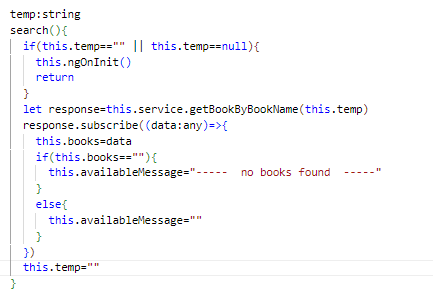 temp:string
search(){
  if(this.temp=="" || this.temp==null){
    this.ngOnInit()
    return
  }
  let response=this.service.getBookByBookName(this.temp)
  response.subscribe((data:any)=>{
    this.books=data
    if(this.books==""){
      this.availableMessage="-----  no books found  -----"
    }
    else{
      this.availableMessage=""
    }
  })
  this.temp=""
}